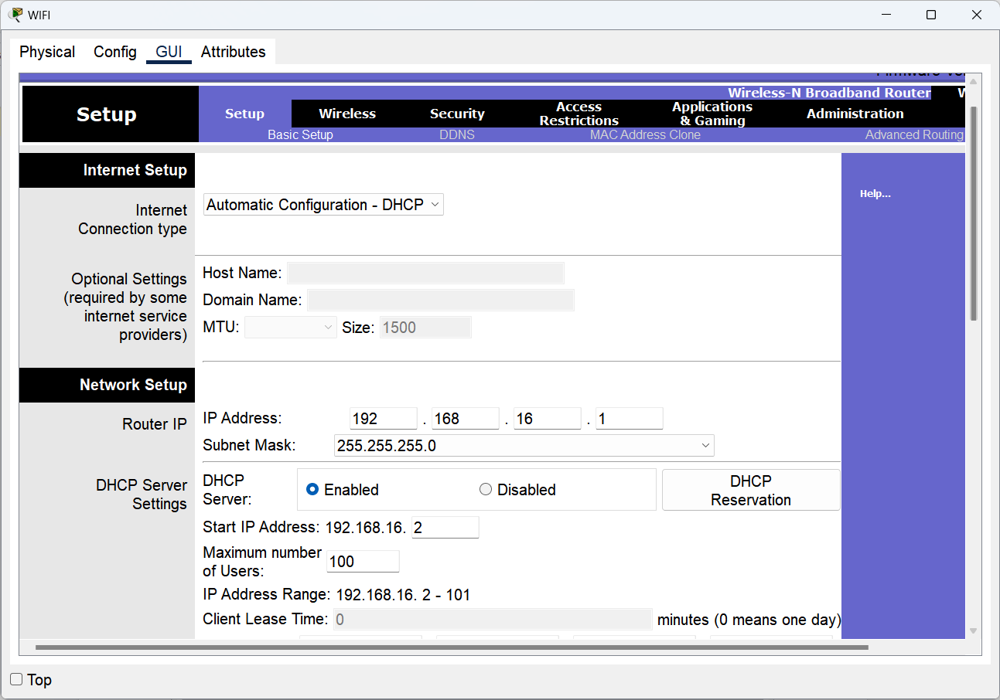 WIFI
Physical Config GUI Attributes
Wireless-N Broadband Router
Setup
Setup Wireless Security Access Restrictions Applications & Gaming Administration
Basic Setup DDNS MAC Address Clone Advanced Routing
Internet Setup
Help...
Internet Connection type
Automatic Configuration - DHCP
Optional Settings
(required by some
internet service
providers)
Host Name:
Domain Name:
MTU: Size: 1500
Network Setup
Router IP
IP Address: 192 . 168 . 16 . 1
Subnet Mask: 255.255.255.0
DHCP Server
Settings
DHCP
Server:
Enabled Disabled
DHCP
Reservation
Start IP Address: 192.168.16. 2
Maximum number
of Users:
100
IP Address Range: 192.168.16. 2 - 101
Client Lease Time: 0 minutes (0 means one day)
Top